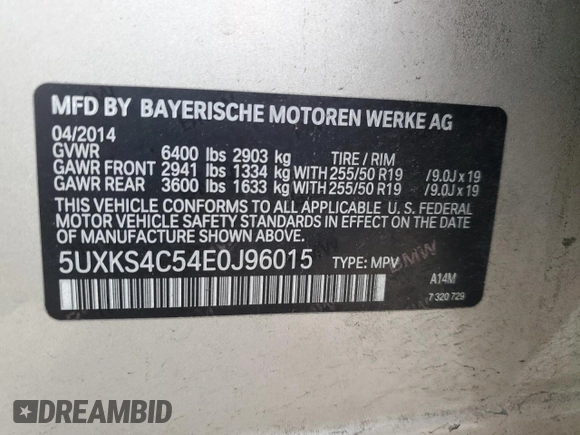 MFD BY BAYERISCHE MOTOREN WERKE AG
04/2014
GVWR 6400 lbs 2903 kg TIRE / RIM
GAWR FRONT 2941 lbs 1334 kg WITH 255/50 R19 /9.0J x 19
GAWR REAR 3600 lbs 1633 kg WITH 255/50 R19 /9.0J x 19
THIS VEHICLE CONFORMS TO ALL APPLICABLE U. S. FEDERAL
MOTOR VEHICLE SAFETY STANDARDS IN EFFECT ON THE DATE
OF MANUFACTURE SHOWN ABOVE.
5UXKS4C54E0J96015 TYPE: MPV
BMW
A14M
7 320 729
DREAMBID